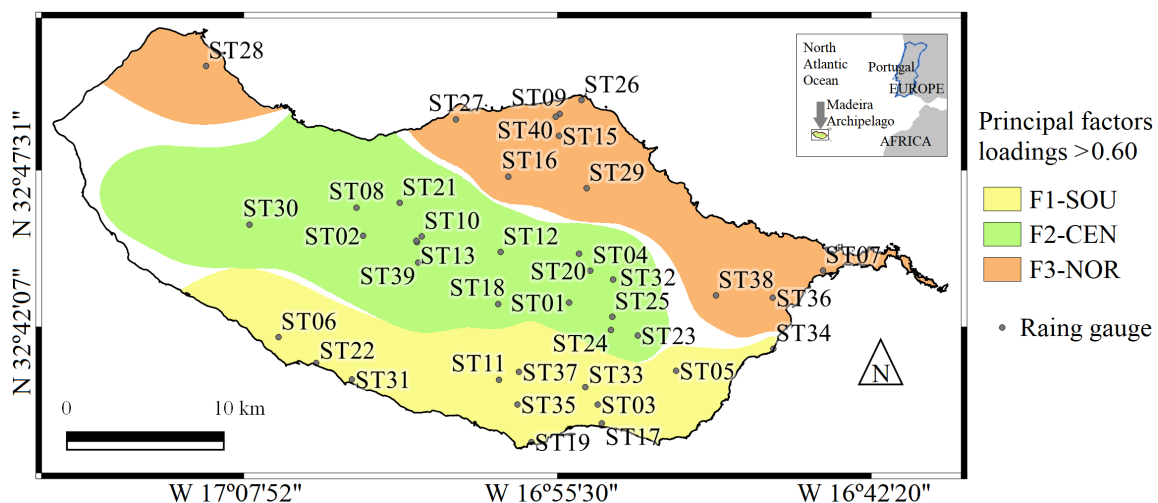 ST28
ST26
ST27
ST09
ST40
ST15
ST16
ST29
ST08
ST21
ST30
ST02
ST10
ST12
ST04
ST13
ST39
ST20
ST32
ST07
ST38
ST18
ST01
ST25
ST36
ST06
ST24
ST23
ST34
ST22
ST11
ST37
ST33
ST05
ST31
ST35
ST03
ST19
ST17
North
Atlantic
Ocean
Portugal
EUROPE
Madeira
Archipelago
AFRICA
Principal factors
loadings >0.60
F1-SOU
F2-CEN
F3-NOR
Raing gauge
N
0 10 km
N 32º47'31"
N 32º42'07"
W 17º07'52"
W 16º55'30"
W 16º42'20"